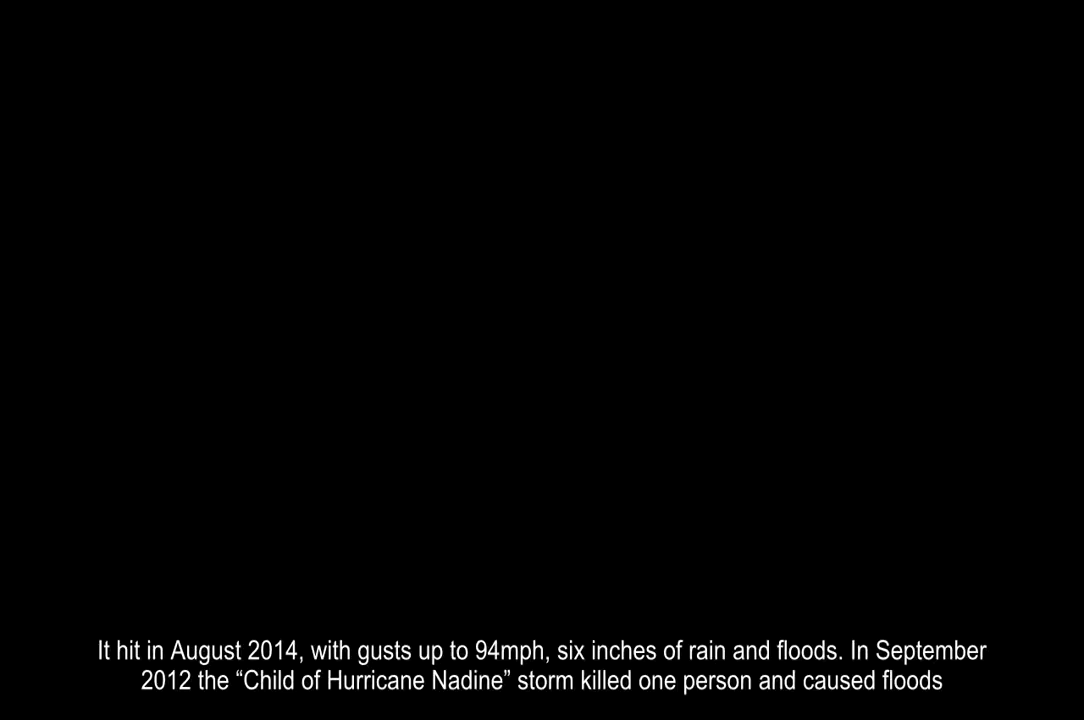 It hit in August 2014, with gusts up to 94mph, six inches of rain and floods. In September
2012 the “Child of Hurricane Nadine” storm killed one person and caused floods